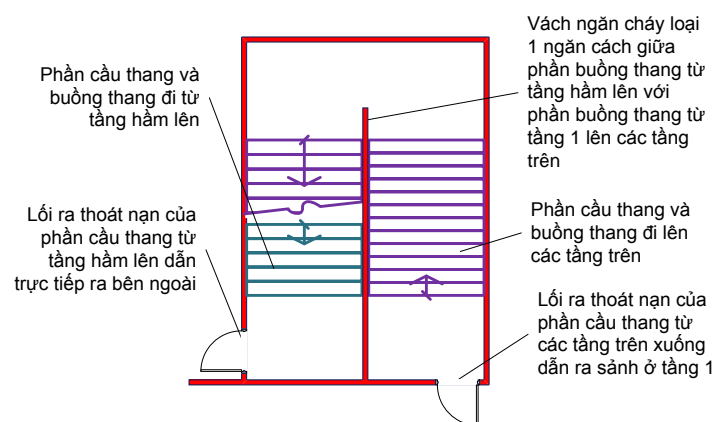 Phần cầu thang và
buồng thang đi từ
tầng hầm lên
Lối ra thoát nạn của
phần cầu thang từ
tầng hầm lên dẫn
trực tiếp ra bên ngoài
Vách ngăn cháy loại
1 ngăn cách giữa
phần buồng thang từ
tầng hầm lên với
phần buồng thang từ
tầng 1 lên các tầng
trên
Phần cầu thang và
buồng thang đi lên
các tầng trên
Lối ra thoát nạn của
phần cầu thang từ
các tầng trên xuống
dẫn ra sảnh ở tầng 1